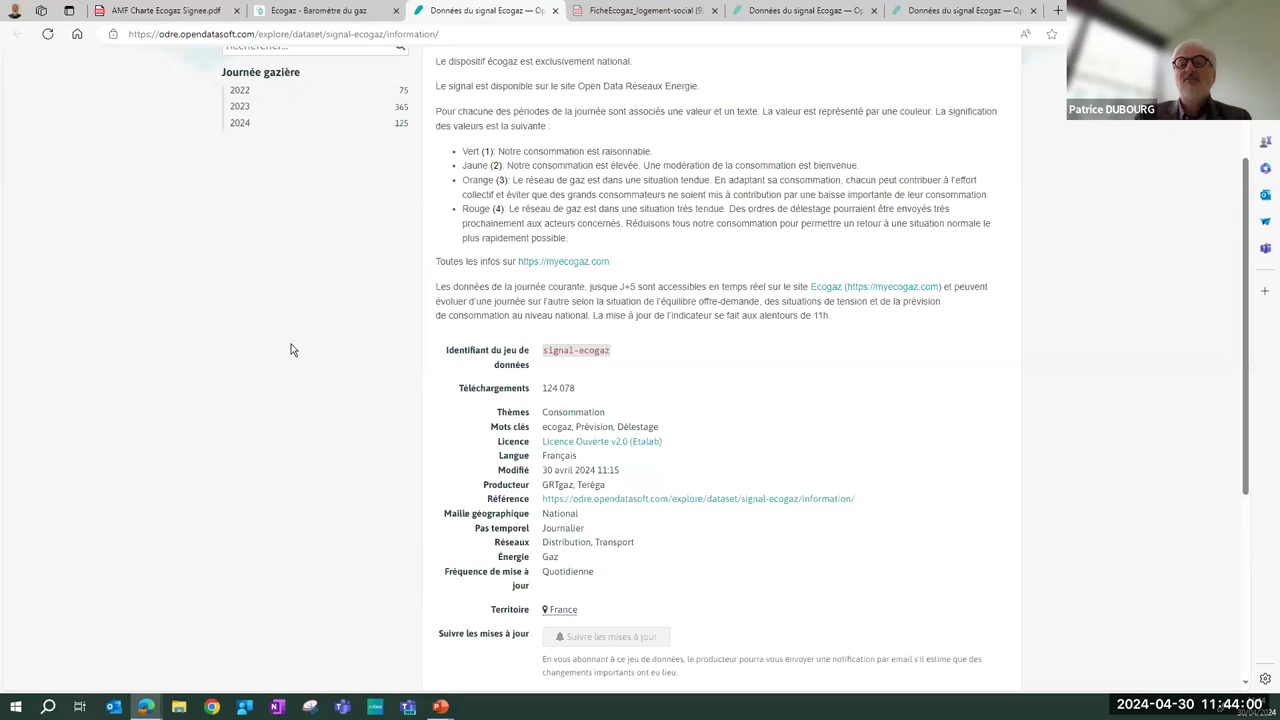 AMF Charte Ecogaz Signee.pdf
Ecogaz - Baromètre du gaz
Données du signal Ecogaz — Op
FichesGECO-logement-social (9
Données du signal Ecogaz — Op
Données du signal Ecogaz — Op
https://odre.opendatasoft.com/explore/dataset/signal-ecogaz/information/
Rechercher...
Journée gazière
2022 75
2023 365
2024 125
Le dispositif écogaz est exclusivement national.
Le signal est disponible sur le site Open Data Réseaux Energie.
Pour chacune des périodes de la journée sont associés une valeur et un texte. La valeur est représenté par une couleur. La signification
des valeurs est la suivante :
Vert (1): Notre consommation est raisonnable.
Jaune (2): Notre consommation est élevée. Une modération de la consommation est bienvenue.
Orange (3): Le réseau de gaz est dans une situation tendue. En adaptant sa consommation, chacun peut contribuer à l'effort
collectif et éviter que des grands consommateurs ne soient mis à contribution par une baisse importante de leur consommation.
Rouge (4): Le réseau de gaz est dans une situation très tendue. Des ordres de délestage pourraient être envoyés très
prochainement aux acteurs concernés. Réduisons tous notre consommation pour permettre un retour à une situation normale le
plus rapidement possible.
Toutes les infos sur https://myecogaz.com
Les données de la journée courante, jusque J+5 sont accessibles en temps réel sur le site Ecogaz (https://myecogaz.com) et peuvent
évoluer d'une journée sur l'autre selon la situation de l'équilibre offre-demande, des situations de tension et de la prévision
de consommation au niveau national. La mise à jour de l'indicateur se fait aux alentours de 11h.
Identifiant du jeu de signal-ecogaz
données
Téléchargements 124 078
Thèmes Consommation
Mots clés ecogaz, Prévision, Délestage
Licence Licence Ouverte v2.0 (Etalab)
Langue Français
Modifié 30 avril 2024 11:15
Producteur GRTgaz, Teréga
Référence https://odre.opendatasoft.com/explore/dataset/signal-ecogaz/information/
Maille géographique National
Pas temporel Journalier
Réseaux Distribution, Transport
Énergie Gaz
Fréquence de mise à Quotidienne
jour
Territoire France
Suivre les mises à jour Suivre les mises à jour
En vous abonnant à ce jeu de données, le producteur pourra vous envoyer une notification par email s'il estime que des
changements importants ont eu lieu.
Patrice DUBOURG
2024-04-30 11:44:00
30/04/2024